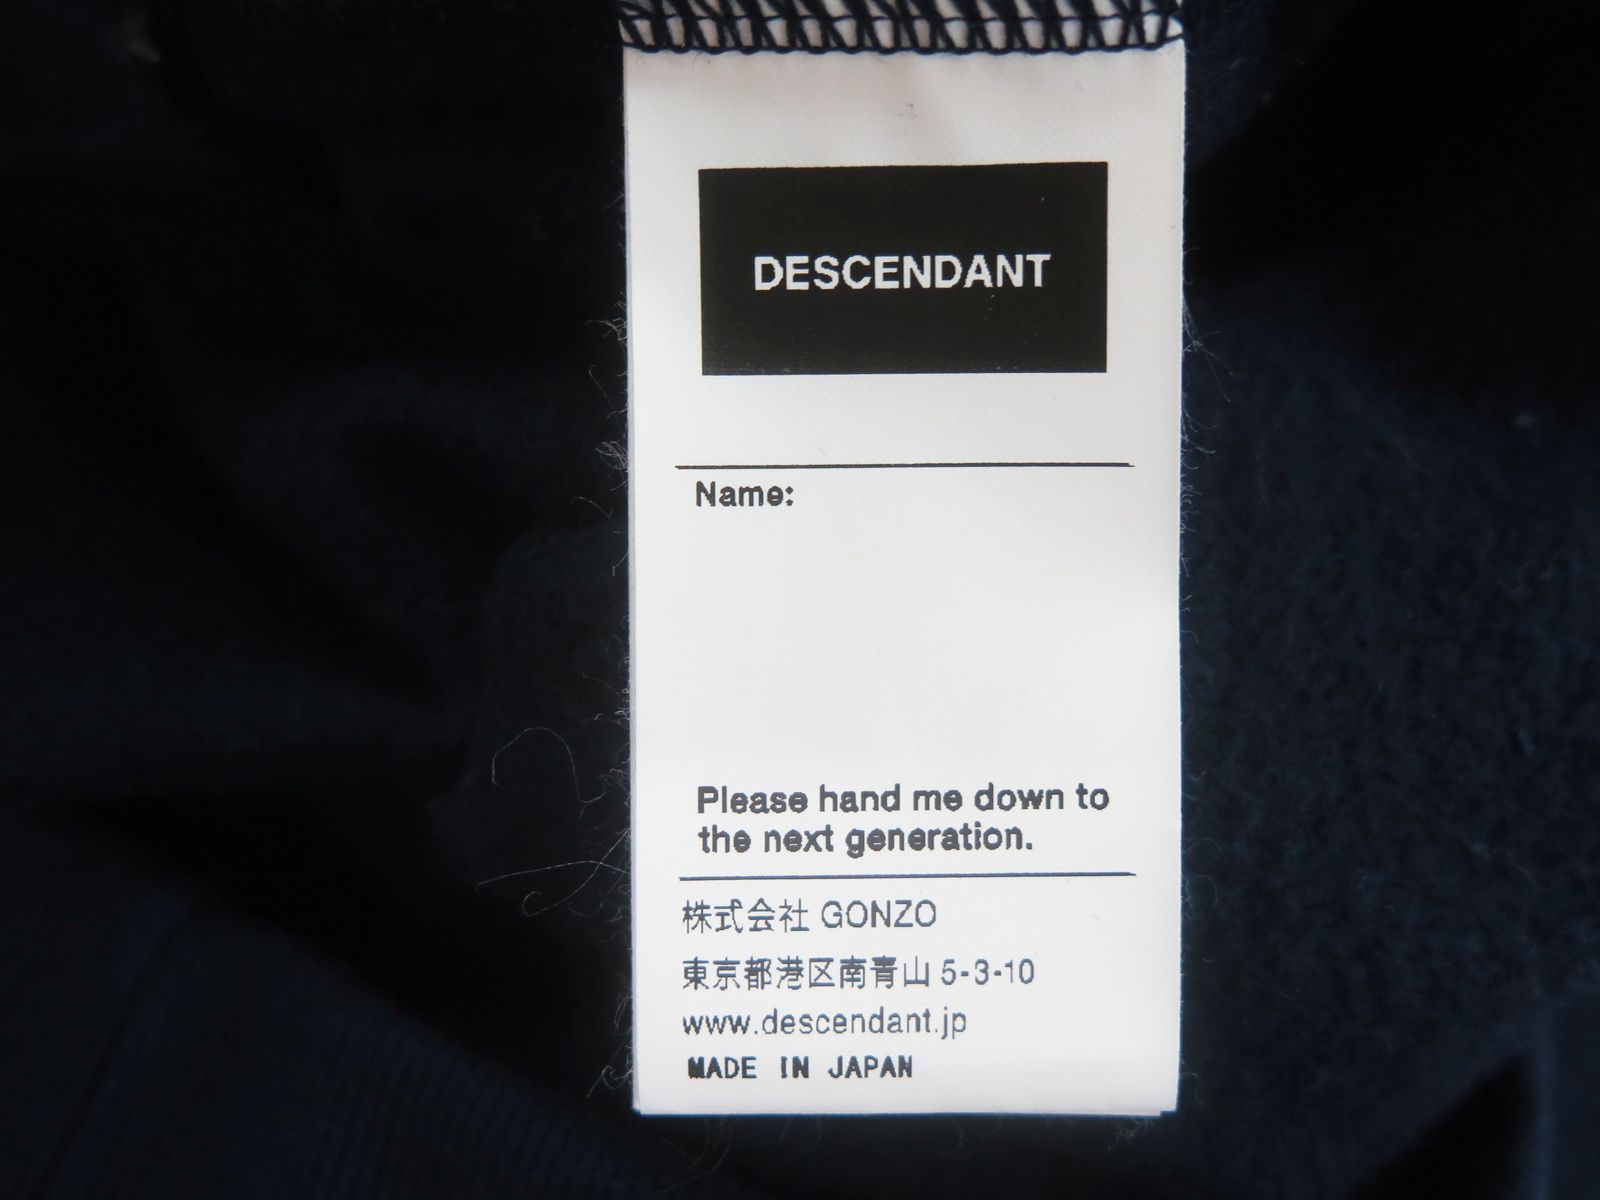 DESCENDANT
Name:
Please hand me down to
the next generation.
株式会社 GONZO
東京都港区南青山 5-3-10
www.descendant.jp
MADE IN JAPAN